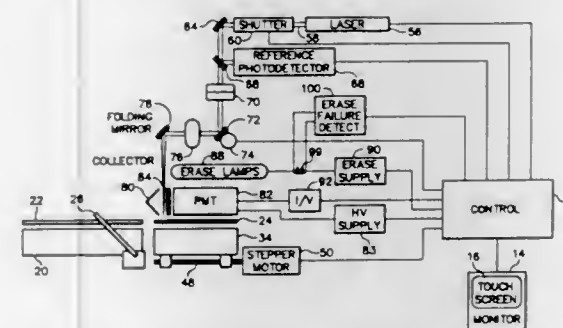 64
SHUTTER
LASER
60
58
56
REFERENCE
PHOTODETECTOR
68
68
100
70
ERASE
FAILURE
DETECT
78
FOLDING
MIRROR
72
76
74
88
99
90
COLLECTOR
ERASE LAMPS
ERASE
SUPPLY
84
80
82
92
PMT
I/V
CONTROL
22
28
24
HV
SUPPLY
83
34
20
48
STEPPER
MOTOR
50
16
14
TOUCH
SCREEN
MONITOR